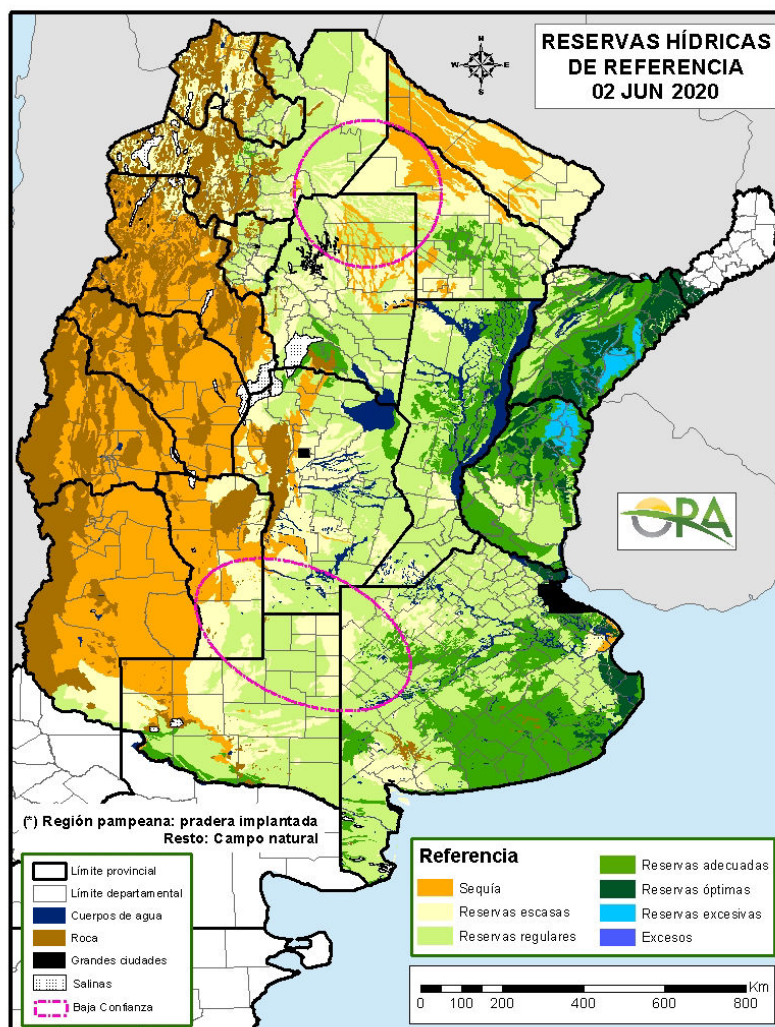 RESERVAS HÍDRICAS
DE REFERENCIA
02 JUN 2020
N
W
E
S
OPA
(*) Región pampeana: pradera implantada
Resto: Campo natural
Límite provincial
Límite departamental
Cuerpos de agua
Roca
Grandes ciudades
Salinas
Baja Confianza
Referencia
Sequía
Reservas escasas
Reservas regulares
Reservas adecuadas
Reservas óptimas
Reservas excesivas
Excesos
Km
0 100 200 400 600 800